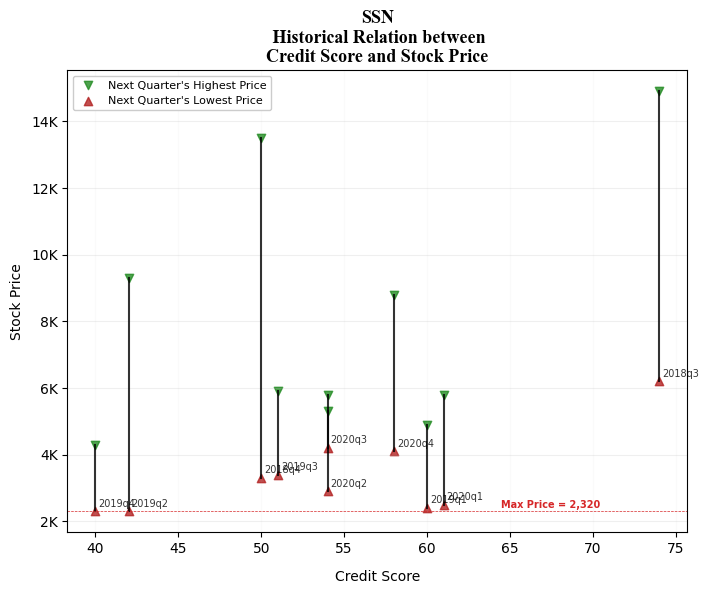 SSN
Historical Relation between
Credit Score and Stock Price
Next Quarter's Highest Price
Next Quarter's Lowest Price
14K
12K
10K
8K
6K
4K
2K
Stock Price
2018q3
2020q3
2020q4
2018q4
2019q3
2020q2
2019q4
2019q2
2019q1
2020q1
Max Price = 2,320
40
45
50
55
60
65
70
75
Credit Score